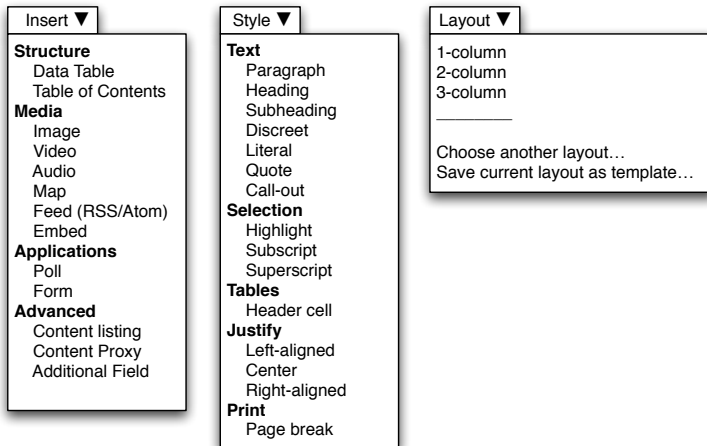 Insert ▼
Structure
Data Table
Table of Contents
Media
Image
Video
Audio
Map
Feed (RSS/Atom)
Embed
Applications
Poll
Form
Advanced
Content listing
Content Proxy
Additional Field
Style ▼
Text
Paragraph
Heading
Subheading
Discreet
Literal
Quote
Call-out
Selection
Highlight
Subscript
Superscript
Tables
Header cell
Justify
Left-aligned
Center
Right-aligned
Print
Page break
Layout ▼
1-column
2-column
3-column
Choose another layout…
Save current layout as template…